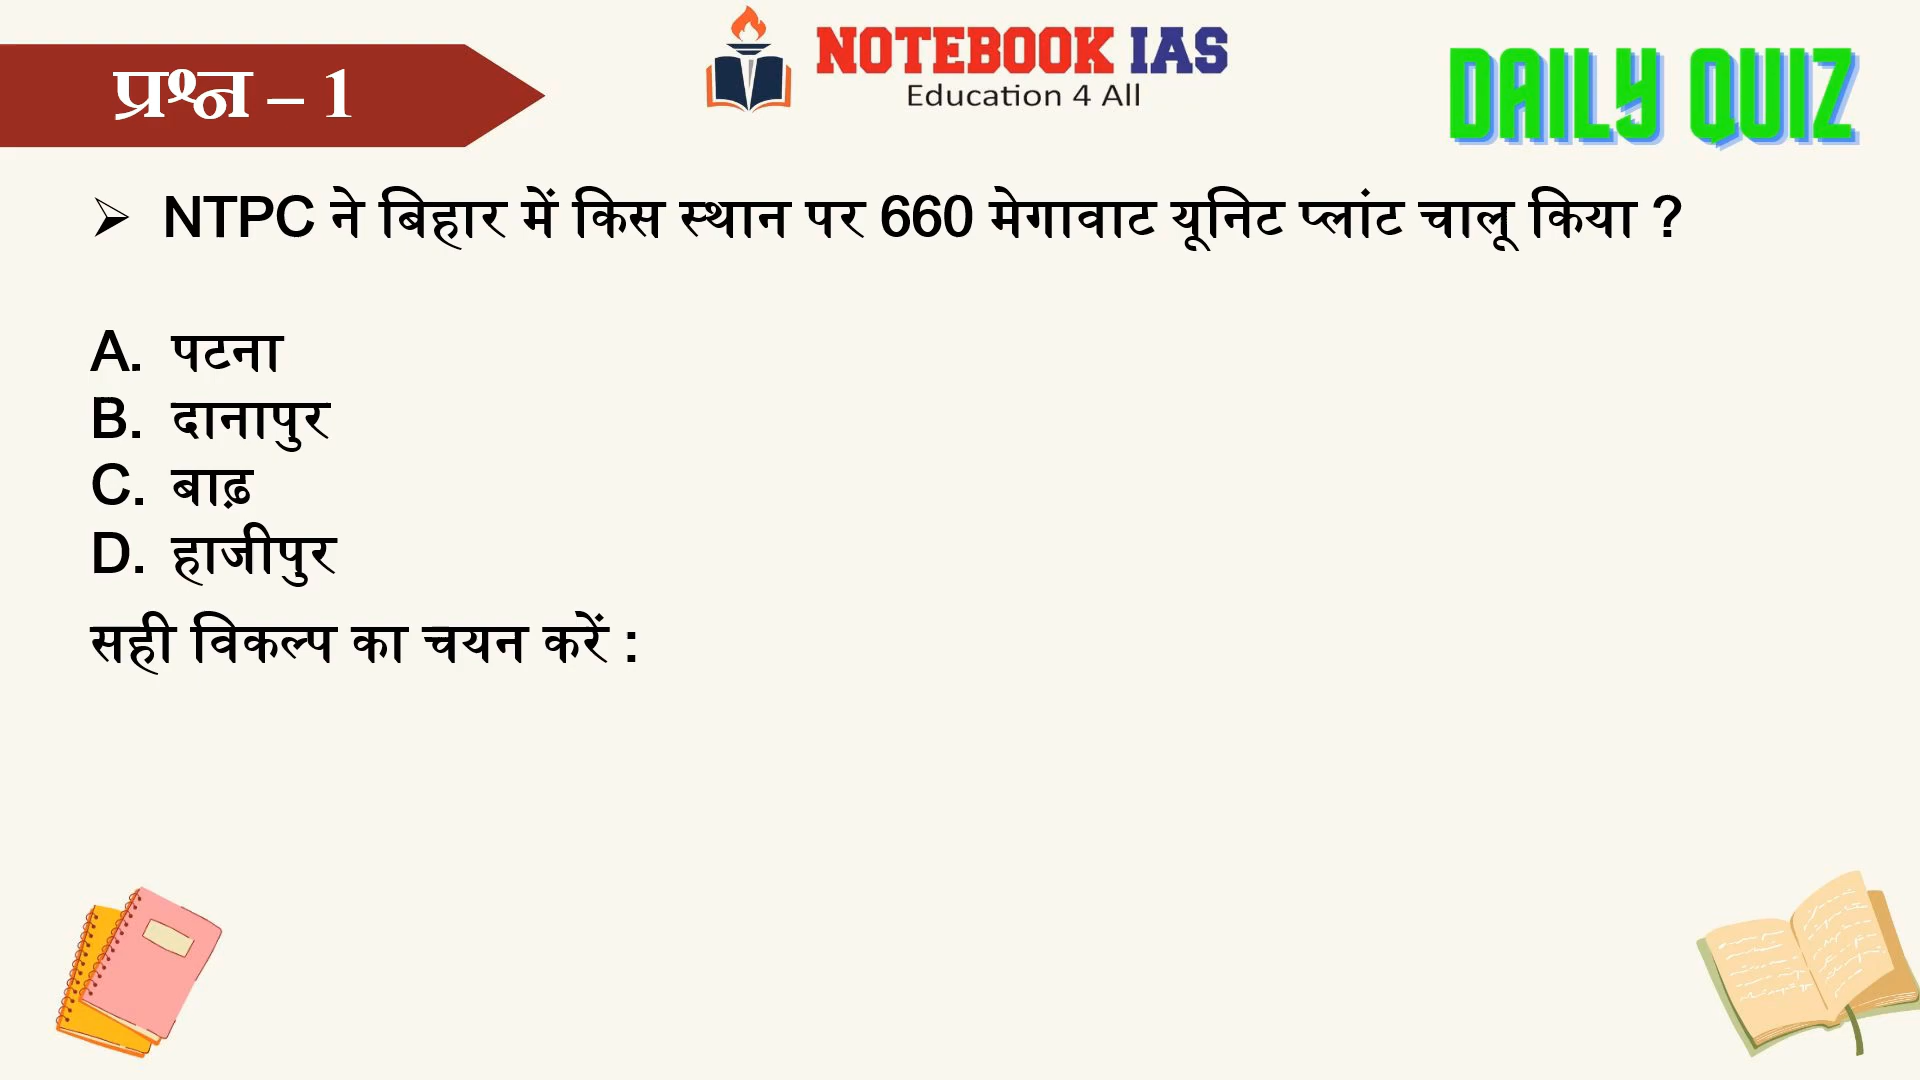 प्रश्न – 1
NOTEBOOK IAS
Education 4 All
DAILY QUIZ
➢ NTPC ने बिहार में किस स्थान पर 660 मेगावाट यूनिट प्लांट चालू किया ?
A. पटना
B. दानापुर
C. बाढ़
D. हाजीपुर
सही विकल्प का चयन करें :